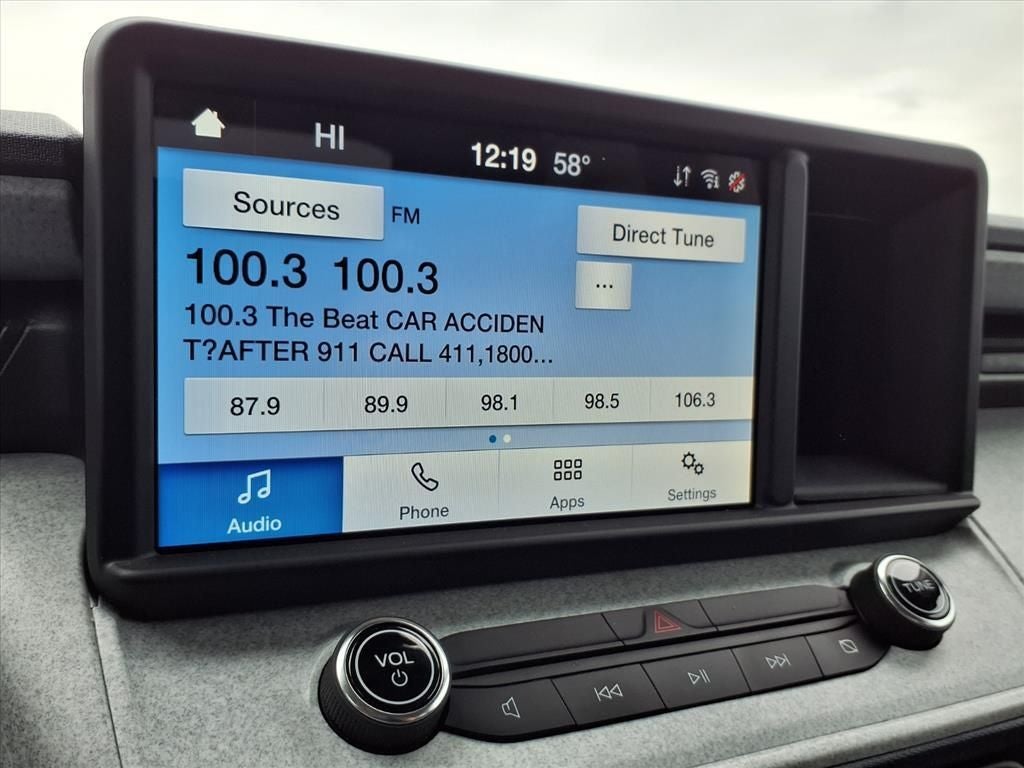 HI 12:19 58°
Sources FM Direct Tune
100.3 100.3 ...
100.3 The Beat CAR ACCIDEN
T?AFTER 911 CALL 411,1800...
87.9 89.9 98.1 98.5 106.3
Audio Phone Apps Settings
VOL TUNE